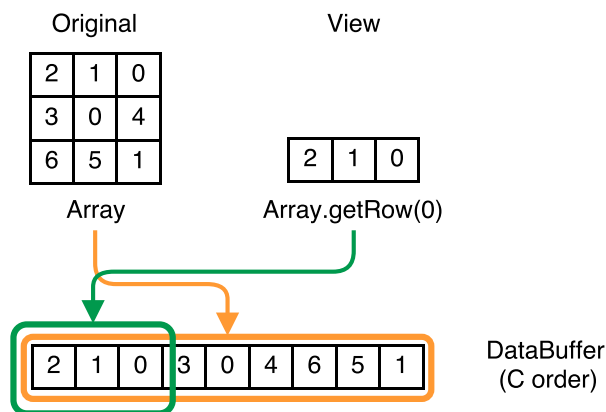 Original View
2 1 0
3 0 4
6 5 1
2 1 0
Array Array.getRow(0)
2 1 0 3 0 4 6 5 1
DataBuffer
(C order)